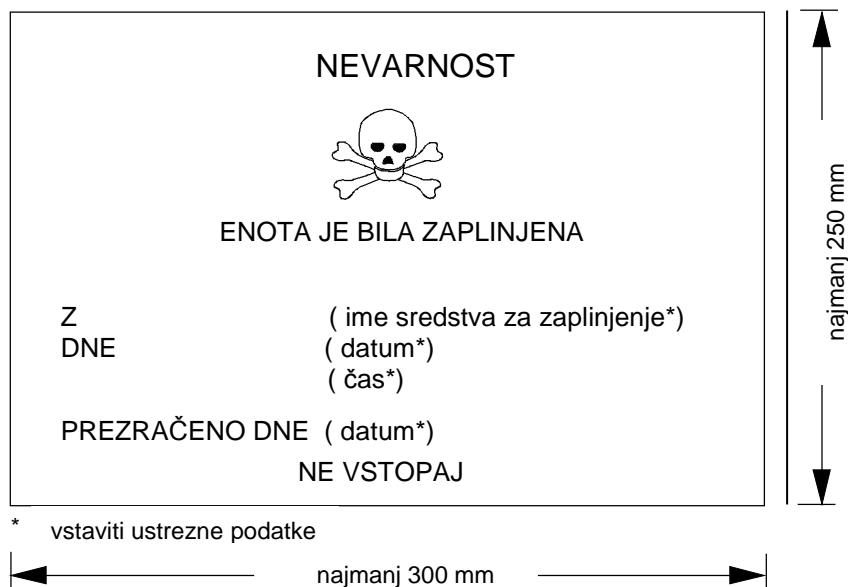 NEVARNOST
ENOTA JE BILA ZAPLINJENA
Z ( ime sredstva za zaplinjenje*)
DNE ( datum*)
( čas*)
PREZRAČENO DNE ( datum*)
NE VSTOPAJ
* vstaviti ustrezne podatke
najmanj 300 mm
najmanj 250 mm